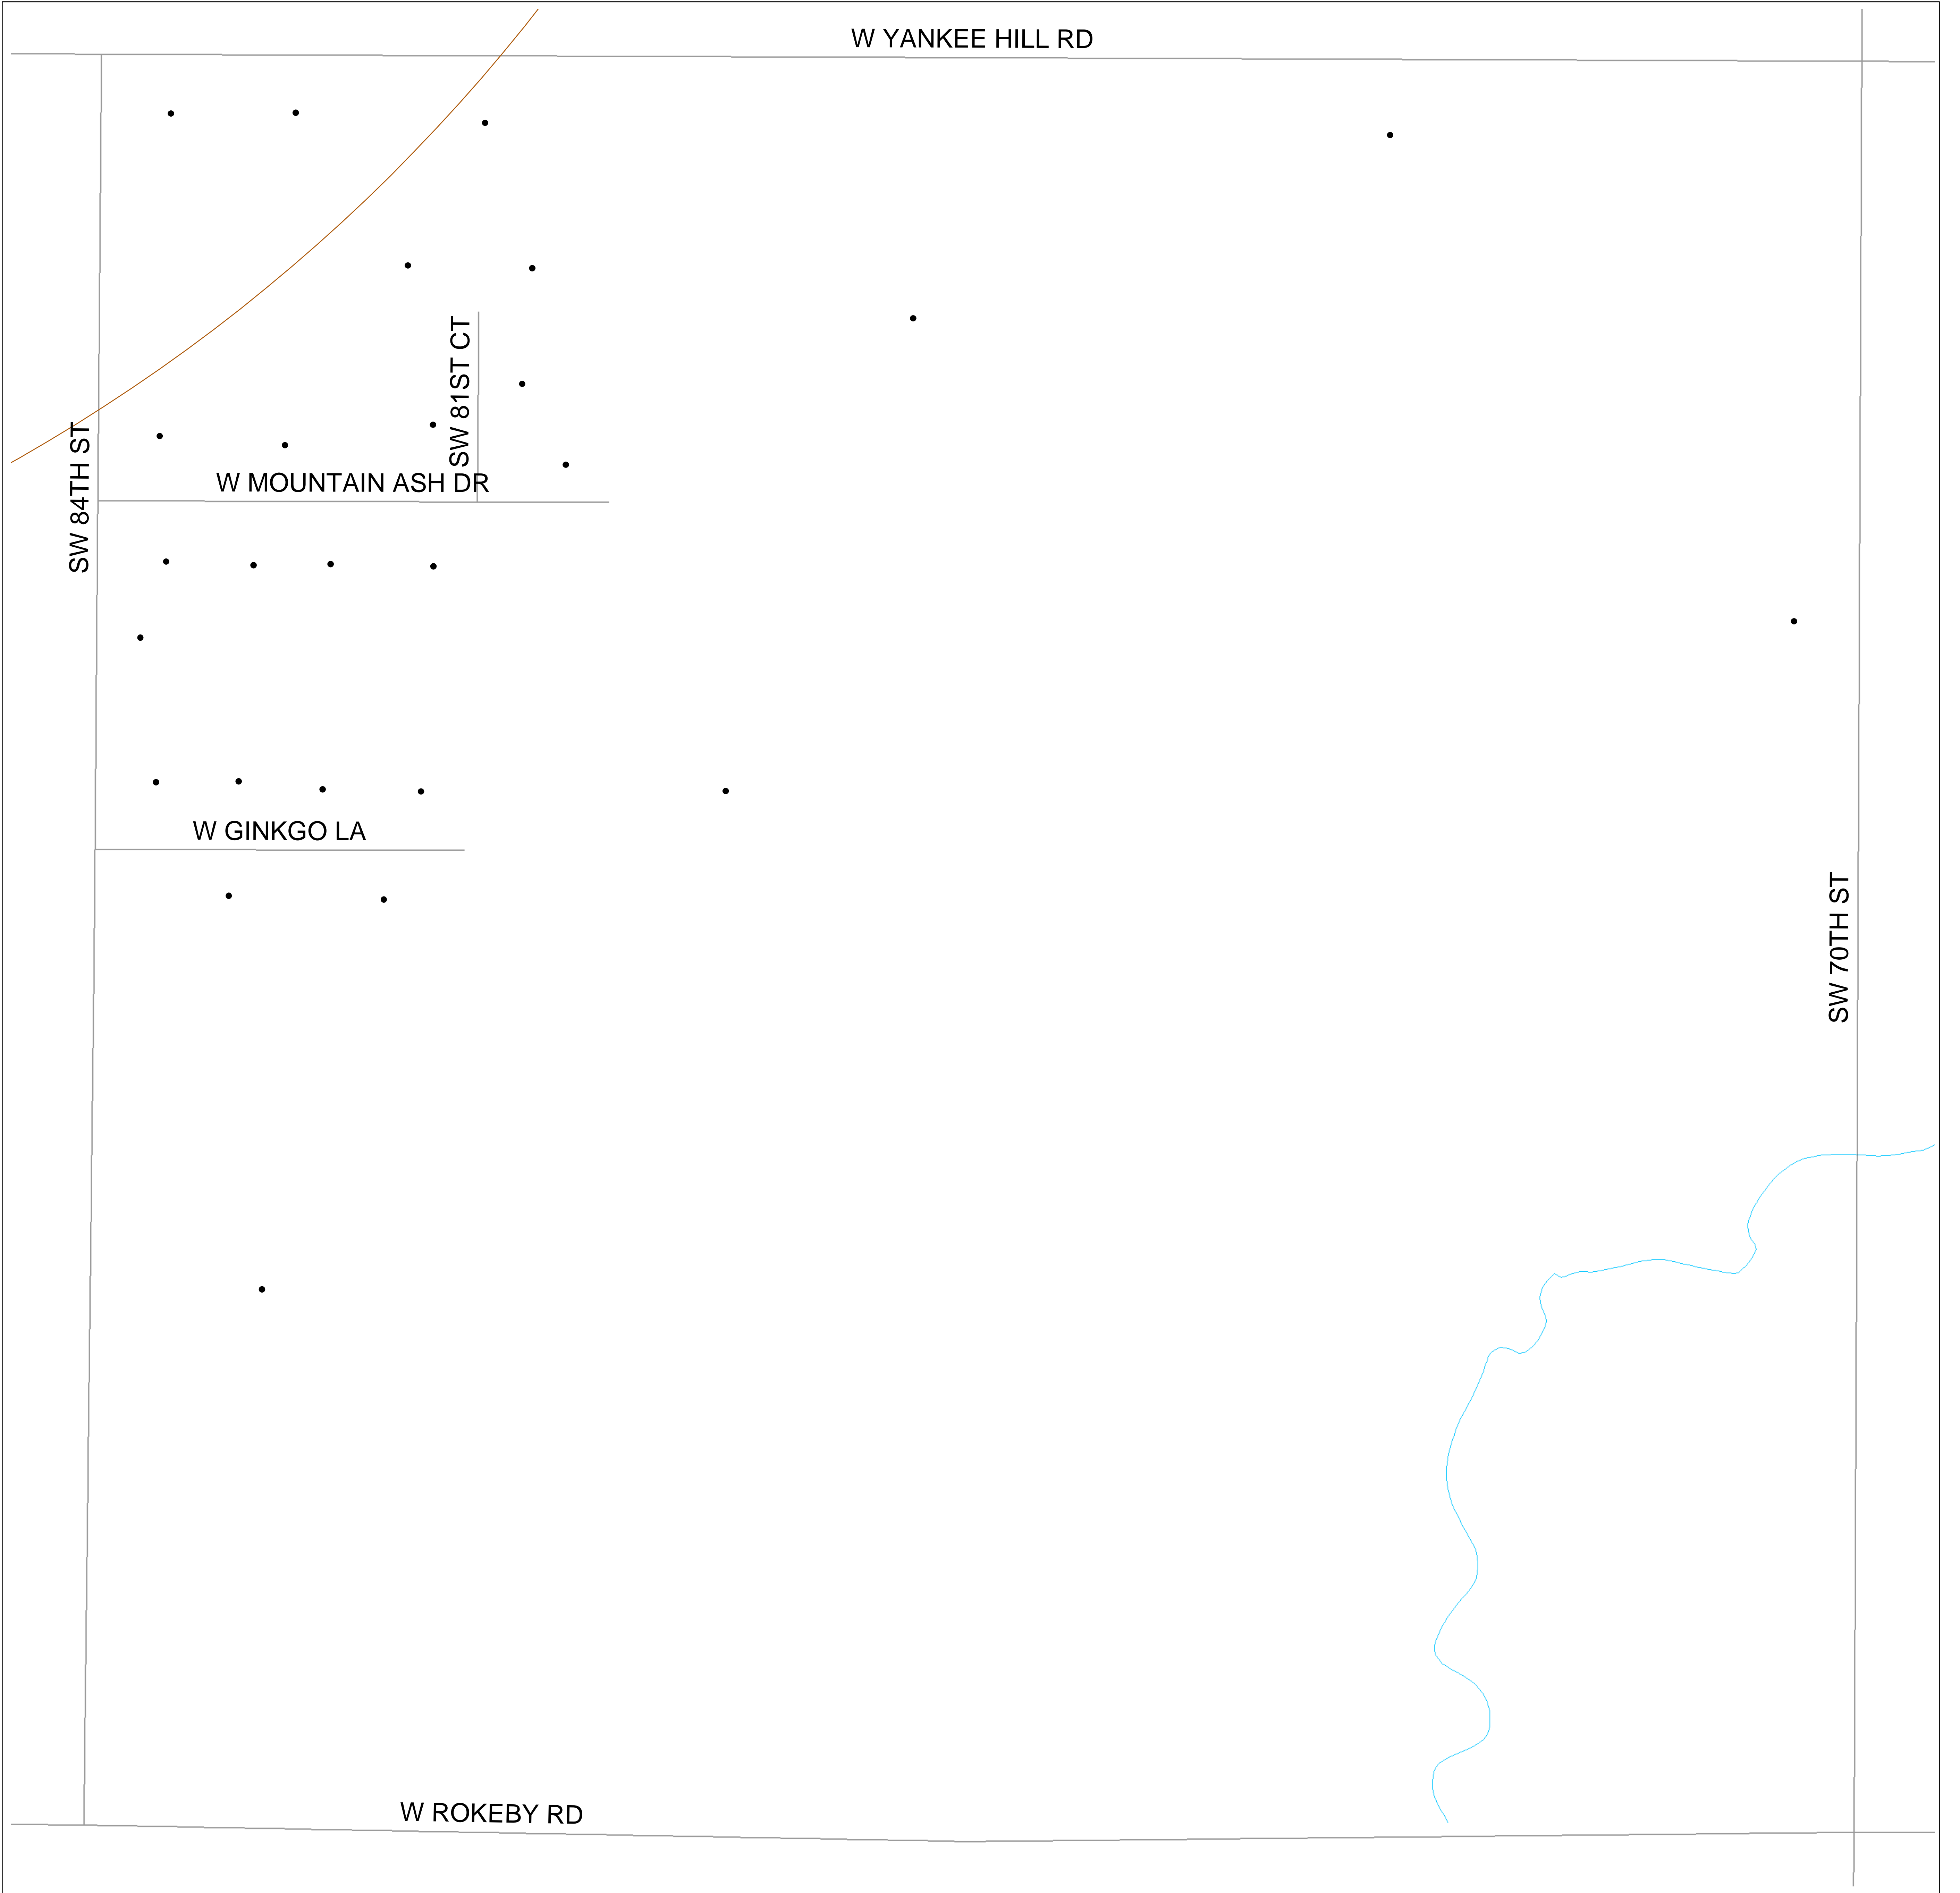 W YANKEE HILL RD
SW 81ST CT
W MOUNTAIN ASH DR
SW 84TH ST
W GINKGO LA
SW 70TH ST
W ROKEBY RD